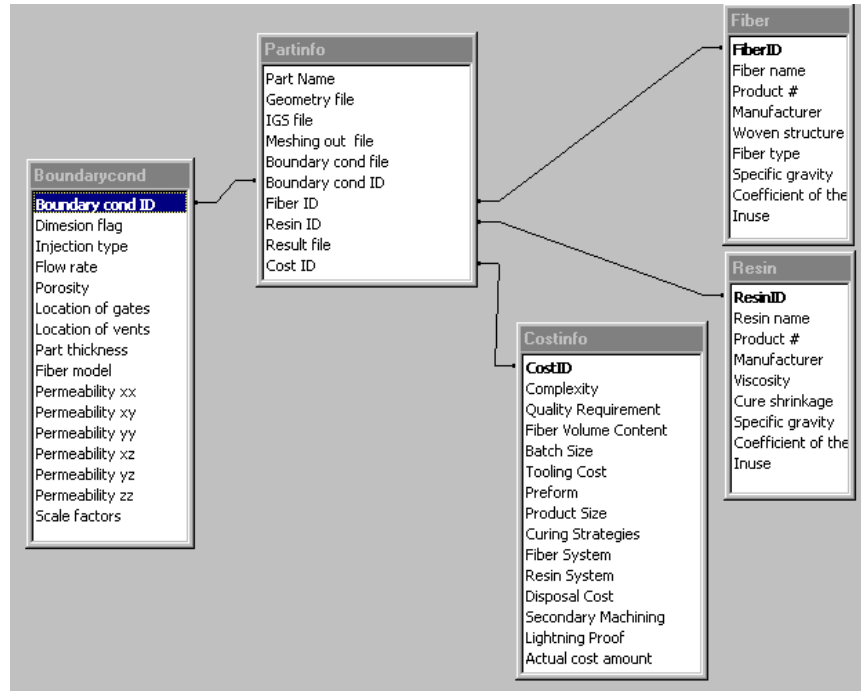 Boundarycond
Boundary cond ID
Dimesion flag
Injection type
Flow rate
Porosity
Location of gates
Location of vents
Part thickness
Fiber model
Permeability xx
Permeability xy
Permeability yy
Permeability xz
Permeability yz
Permeability zz
Scale factors
Partinfo
Part Name
Geometry file
IGS file
Meshing out file
Boundary cond file
Boundary cond ID
Fiber ID
Resin ID
Result file
Cost ID
Costinfo
CostID
Complexity
Quality Requirement
Fiber Volume Content
Batch Size
Tooling Cost
Preform
Product Size
Curing Strategies
Fiber System
Resin System
Disposal Cost
Secondary Machining
Lightning Proof
Actual cost amount
Fiber
FiberID
Fiber name
Product #
Manufacturer
Woven structure
Fiber type
Specific gravity
Coefficient of the
Inuse
Resin
ResinID
Resin name
Product #
Manufacturer
Viscosity
Cure shrinkage
Specific gravity
Coefficient of the
Inuse